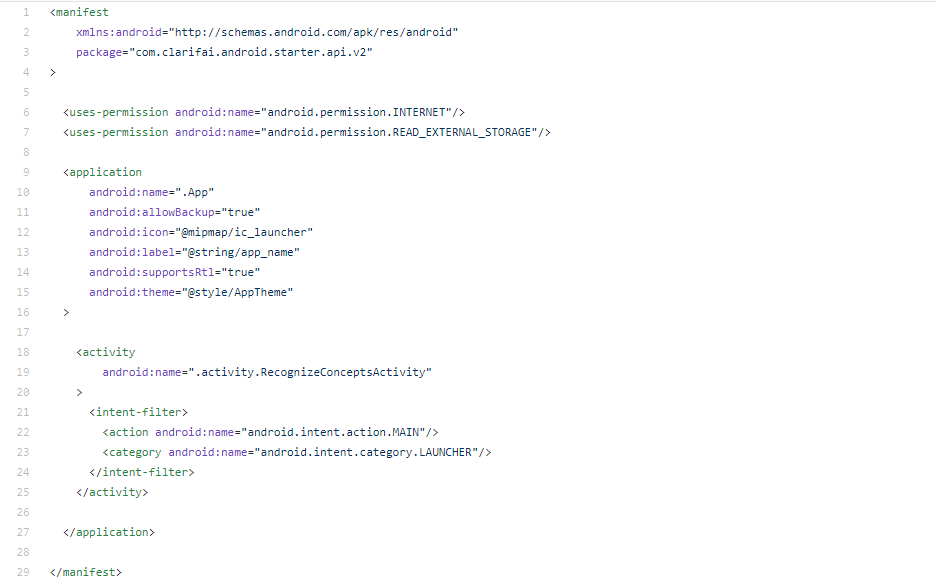 1 <manifest
2 xmlns:android="http://schemas.android.com/apk/res/android"
3 package="com.clarifai.android.starter.api.v2"
4 >
5
6 <uses-permission android:name="android.permission.INTERNET"/>
7 <uses-permission android:name="android.permission.READ_EXTERNAL_STORAGE"/>
8
9 <application
10 android:name=".App"
11 android:allowBackup="true"
12 android:icon="@mipmap/ic_launcher"
13 android:label="@string/app_name"
14 android:supportsRtl="true"
15 android:theme="@style/AppTheme"
16 >
17
18 <activity
19 android:name=".activity.RecognizeConceptsActivity"
20 >
21 <intent-filter>
22 <action android:name="android.intent.action.MAIN"/>
23 <category android:name="android.intent.category.LAUNCHER"/>
24 </intent-filter>
25 </activity>
26
27 </application>
28
29 </manifest>